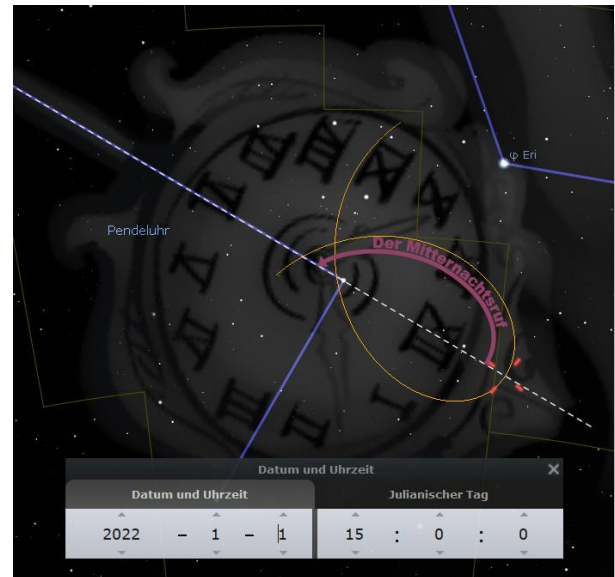 φ Eri
Pendeluhr
Der Mitternachtsruf
Datum und Uhrzeit
Datum und Uhrzeit
Julianischer Tag
2022 - 1 - 1 15 : 0 : 0